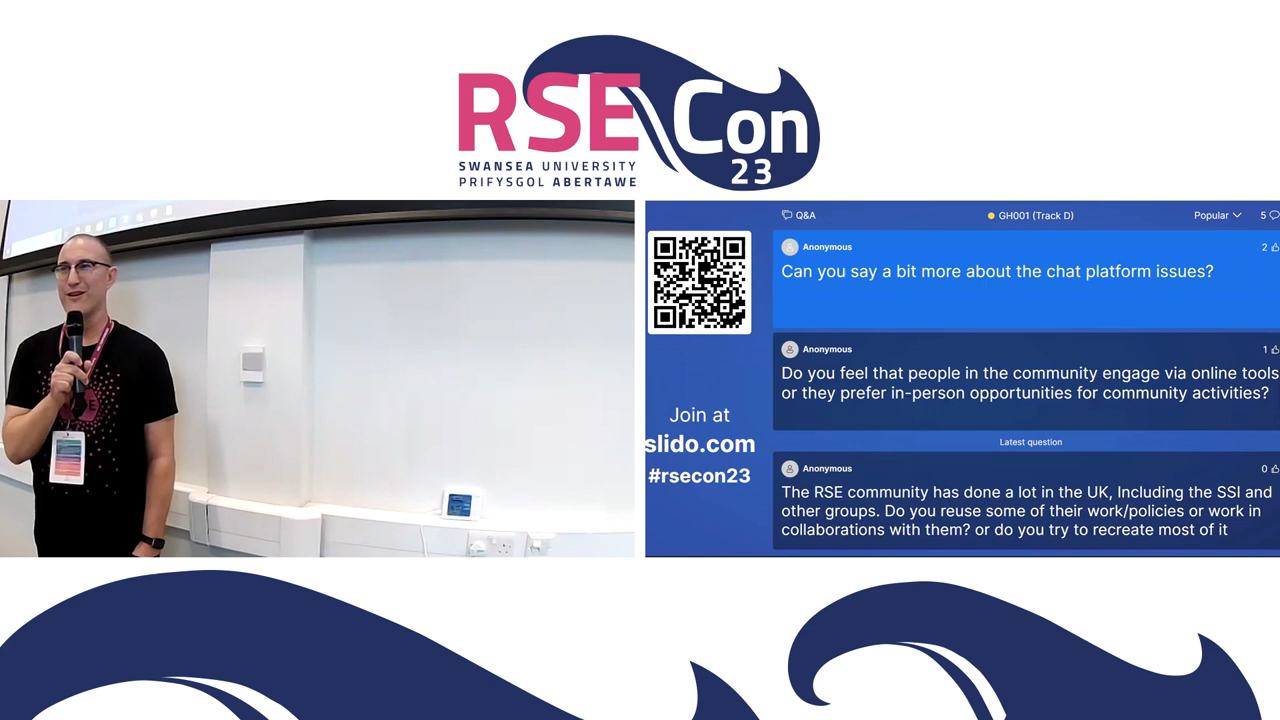 RSE Con
23
SWANSEA UNIVERSITY
PRIFYSGOL ABERTAWE
Q&A
GH001 (Track D)
Popular
5
Anonymous
2
Can you say a bit more about the chat platform issues?
Anonymous
1
Do you feel that people in the community engage via online tools
or they prefer in-person opportunities for community activities?
Join at
slido.com
#rsecon23
Latest question
Anonymous
0
The RSE community has done a lot in the UK, Including the SSI and
other groups. Do you reuse some of their work/policies or work in
collaborations with them? or do you try to recreate most of it